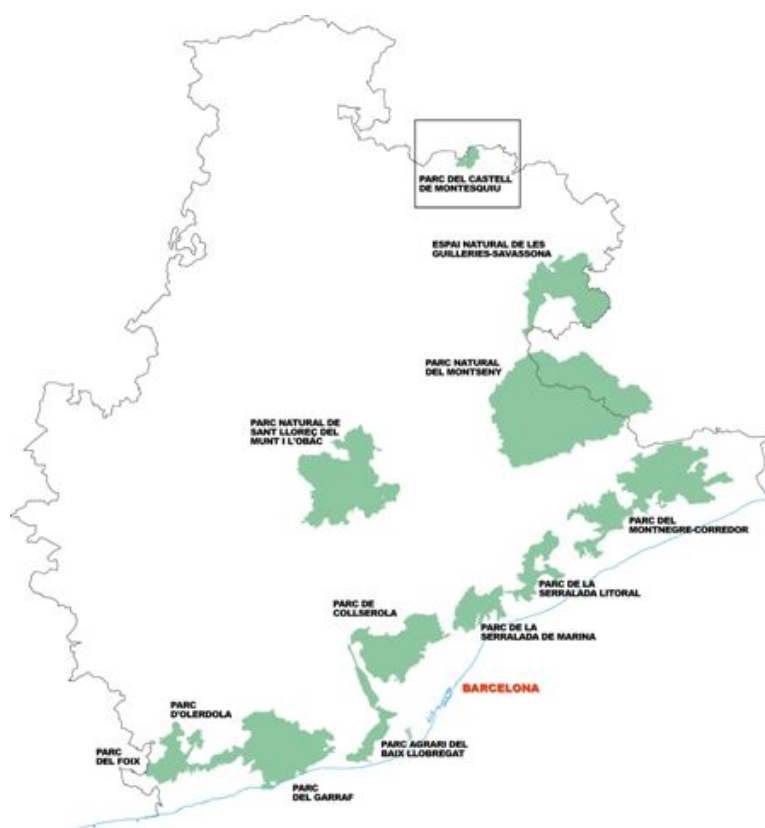 PARC DEL CASTELL
DE MONTESQUIU
ESPAI NATURAL DE LES
GUILLERIES-SAVASSONA
PARC NATURAL
DEL MONTSENY
PARC NATURAL DE
SANT LLOREÇ DEL
MUNT I L'OBAC
PARC DEL
MONTNEGRE-CORREDOR
PARC DE LA
SERRALADA LITORAL
PARC DE
COLLSEROLA
PARC DE LA
SERRALADA DE MARINA
BARCELONA
PARC
D'OLERDOLA
PARC
DEL FOIX
PARC AGRARI DEL
BAIX LLOBREGAT
PARC
DEL GARRAF